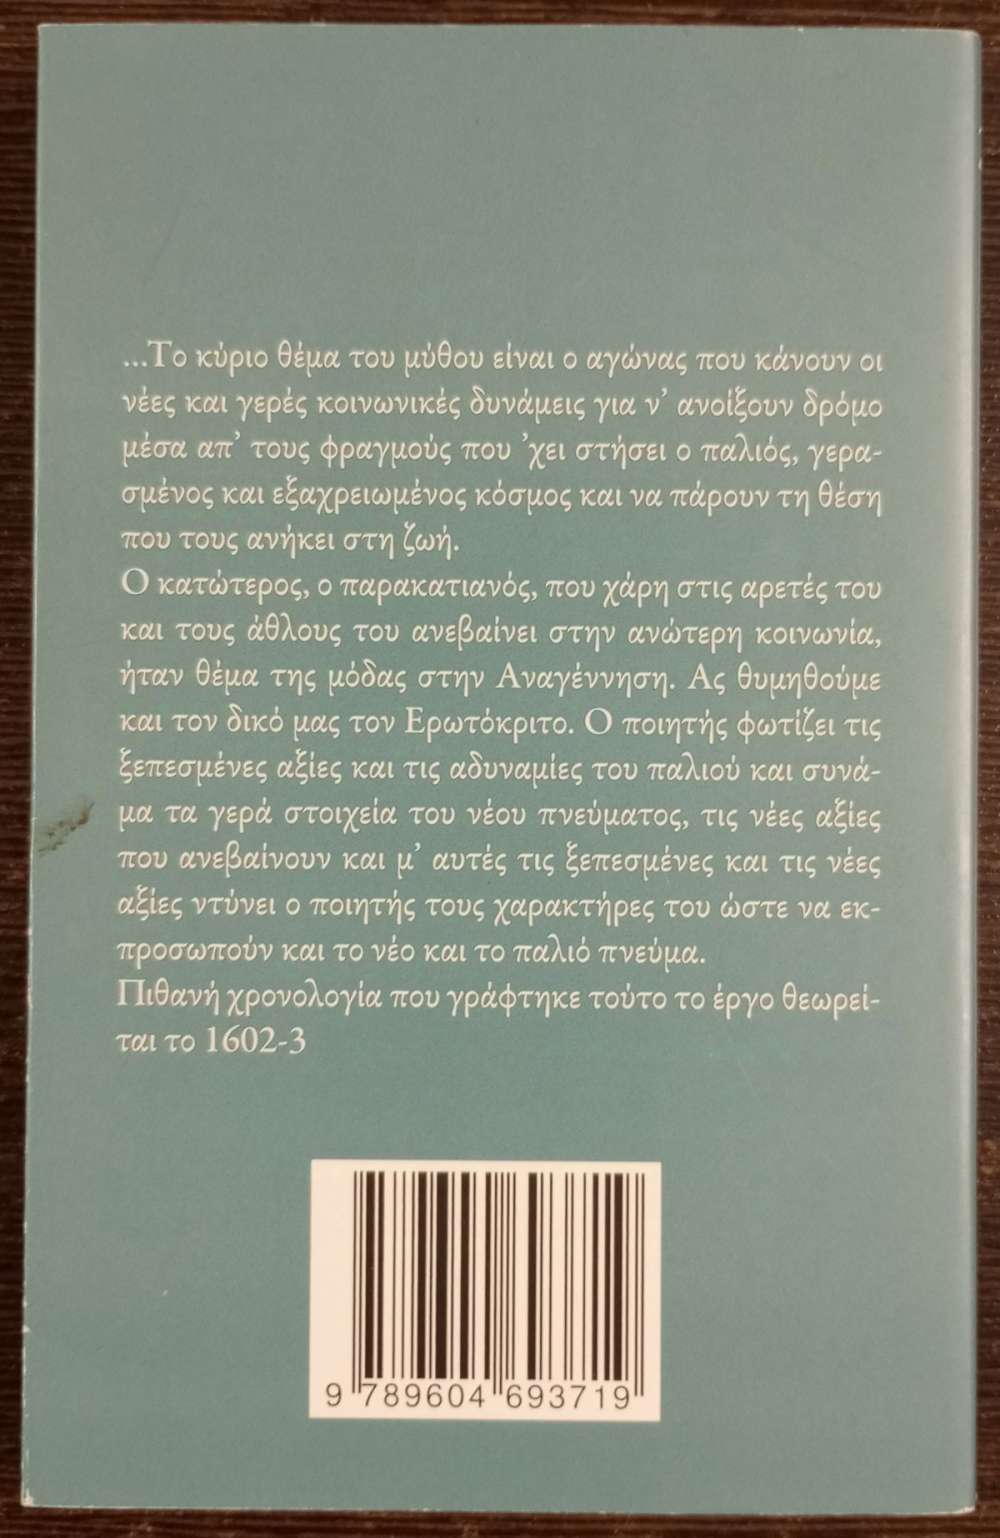 ...Το κύριο θέμα του μύθου είναι ο αγώνας που κάνουν οι
νέες και γερές κοινωνικές δυνάμεις για ν’ ανοίξουν δρόμο
μέσα απ’ τους φραγμούς που ’χει στήσει ο παλιός, γερα-
σμένος και εξαχρειωμένος κόσμος και να πάρουν τη θέση
που τους ανήκει στη ζωή.
Ο κατώτερος, ο παρακατιανός, που χάρη στις αρετές του
και τους άθλους του ανεβαίνει στην ανώτερη κοινωνία,
ήταν θέμα της μόδας στην Αναγέννηση. Ας θυμηθούμε
και τον δικό μας τον Ερωτόκριτο. Ο ποιητής φωτίζει τις
ξεπεσμένες αξίες και τις αδυναμίες του παλιού και συνά-
μα τα γερά στοιχεία του νέου πνεύματος, τις νέες αξίες
που ανεβαίνουν και μ’ αυτές τις ξεπεσμένες και τις νέες
αξίες ντύνει ο ποιητής τους χαρακτήρες του ώστε να εκ-
προσωπούν και το νέο και το παλιό πνεύμα.
Πιθανή χρονολογία που γράφτηκε τούτο το έργο θεωρεί-
ται το 1602-3
9 789604 693719